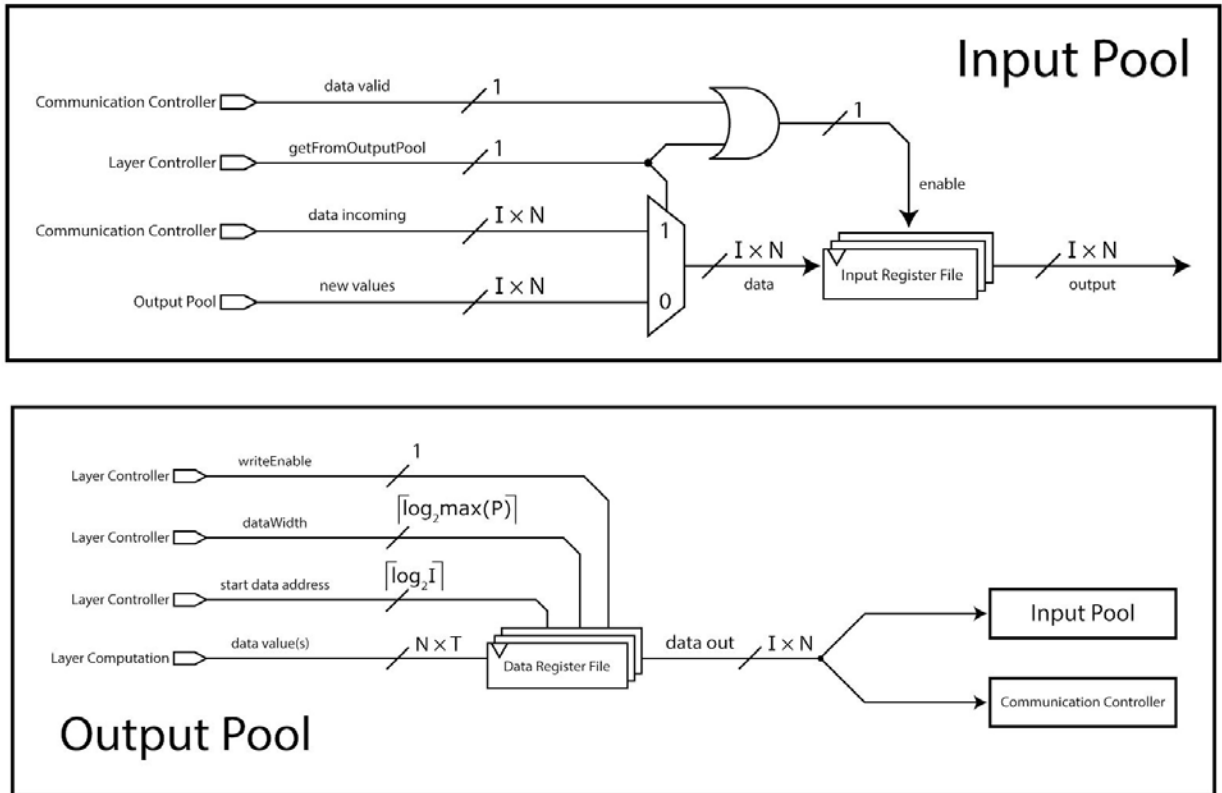 Input Pool
Communication Controller data valid 1
1
Layer Controller getFromOutputPool 1
enable
Communication Controller data incoming I × N
1
I × N
data
Input Register File
I × N
output
Output Pool new values I × N
0
Layer Controller writeEnable 1
Layer Controller dataWidth ⌈log₂max(P)⌉
Layer Controller start data address ⌈log₂I⌉
Layer Computation data value(s) N × T
Data Register File
data out I × N
Input Pool
Communication Controller
Output Pool